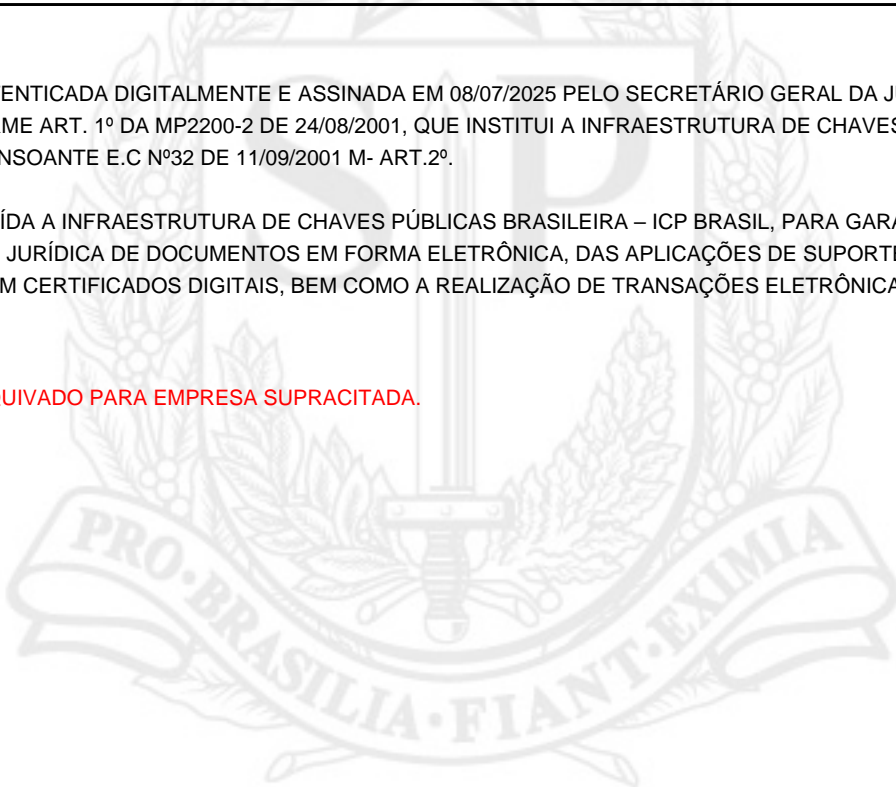 ENTICADA DIGITALMENTE E ASSINADA EM 08/07/2025 PELO SECRETÁRIO GERAL DA J
ME ART. 1º DA MP2200-2 DE 24/08/2001, QUE INSTITUI A INFRAESTRUTURA DE CHAVES
NSOANTE E.C Nº32 DE 11/09/2001 M- ART.2º.
ÍDA A INFRAESTRUTURA DE CHAVES PÚBLICAS BRASILEIRA – ICP BRASIL, PARA GARA
JURÍDICA DE DOCUMENTOS EM FORMA ELETRÔNICA, DAS APLICAÇÕES DE SUPORTE
M CERTIFICADOS DIGITAIS, BEM COMO A REALIZAÇÃO DE TRANSAÇÕES ELETRÔNICA
UIVADO PARA EMPRESA SUPRACITADA.
SP
PRO·BRASILIA·FIANT·EXIMIA